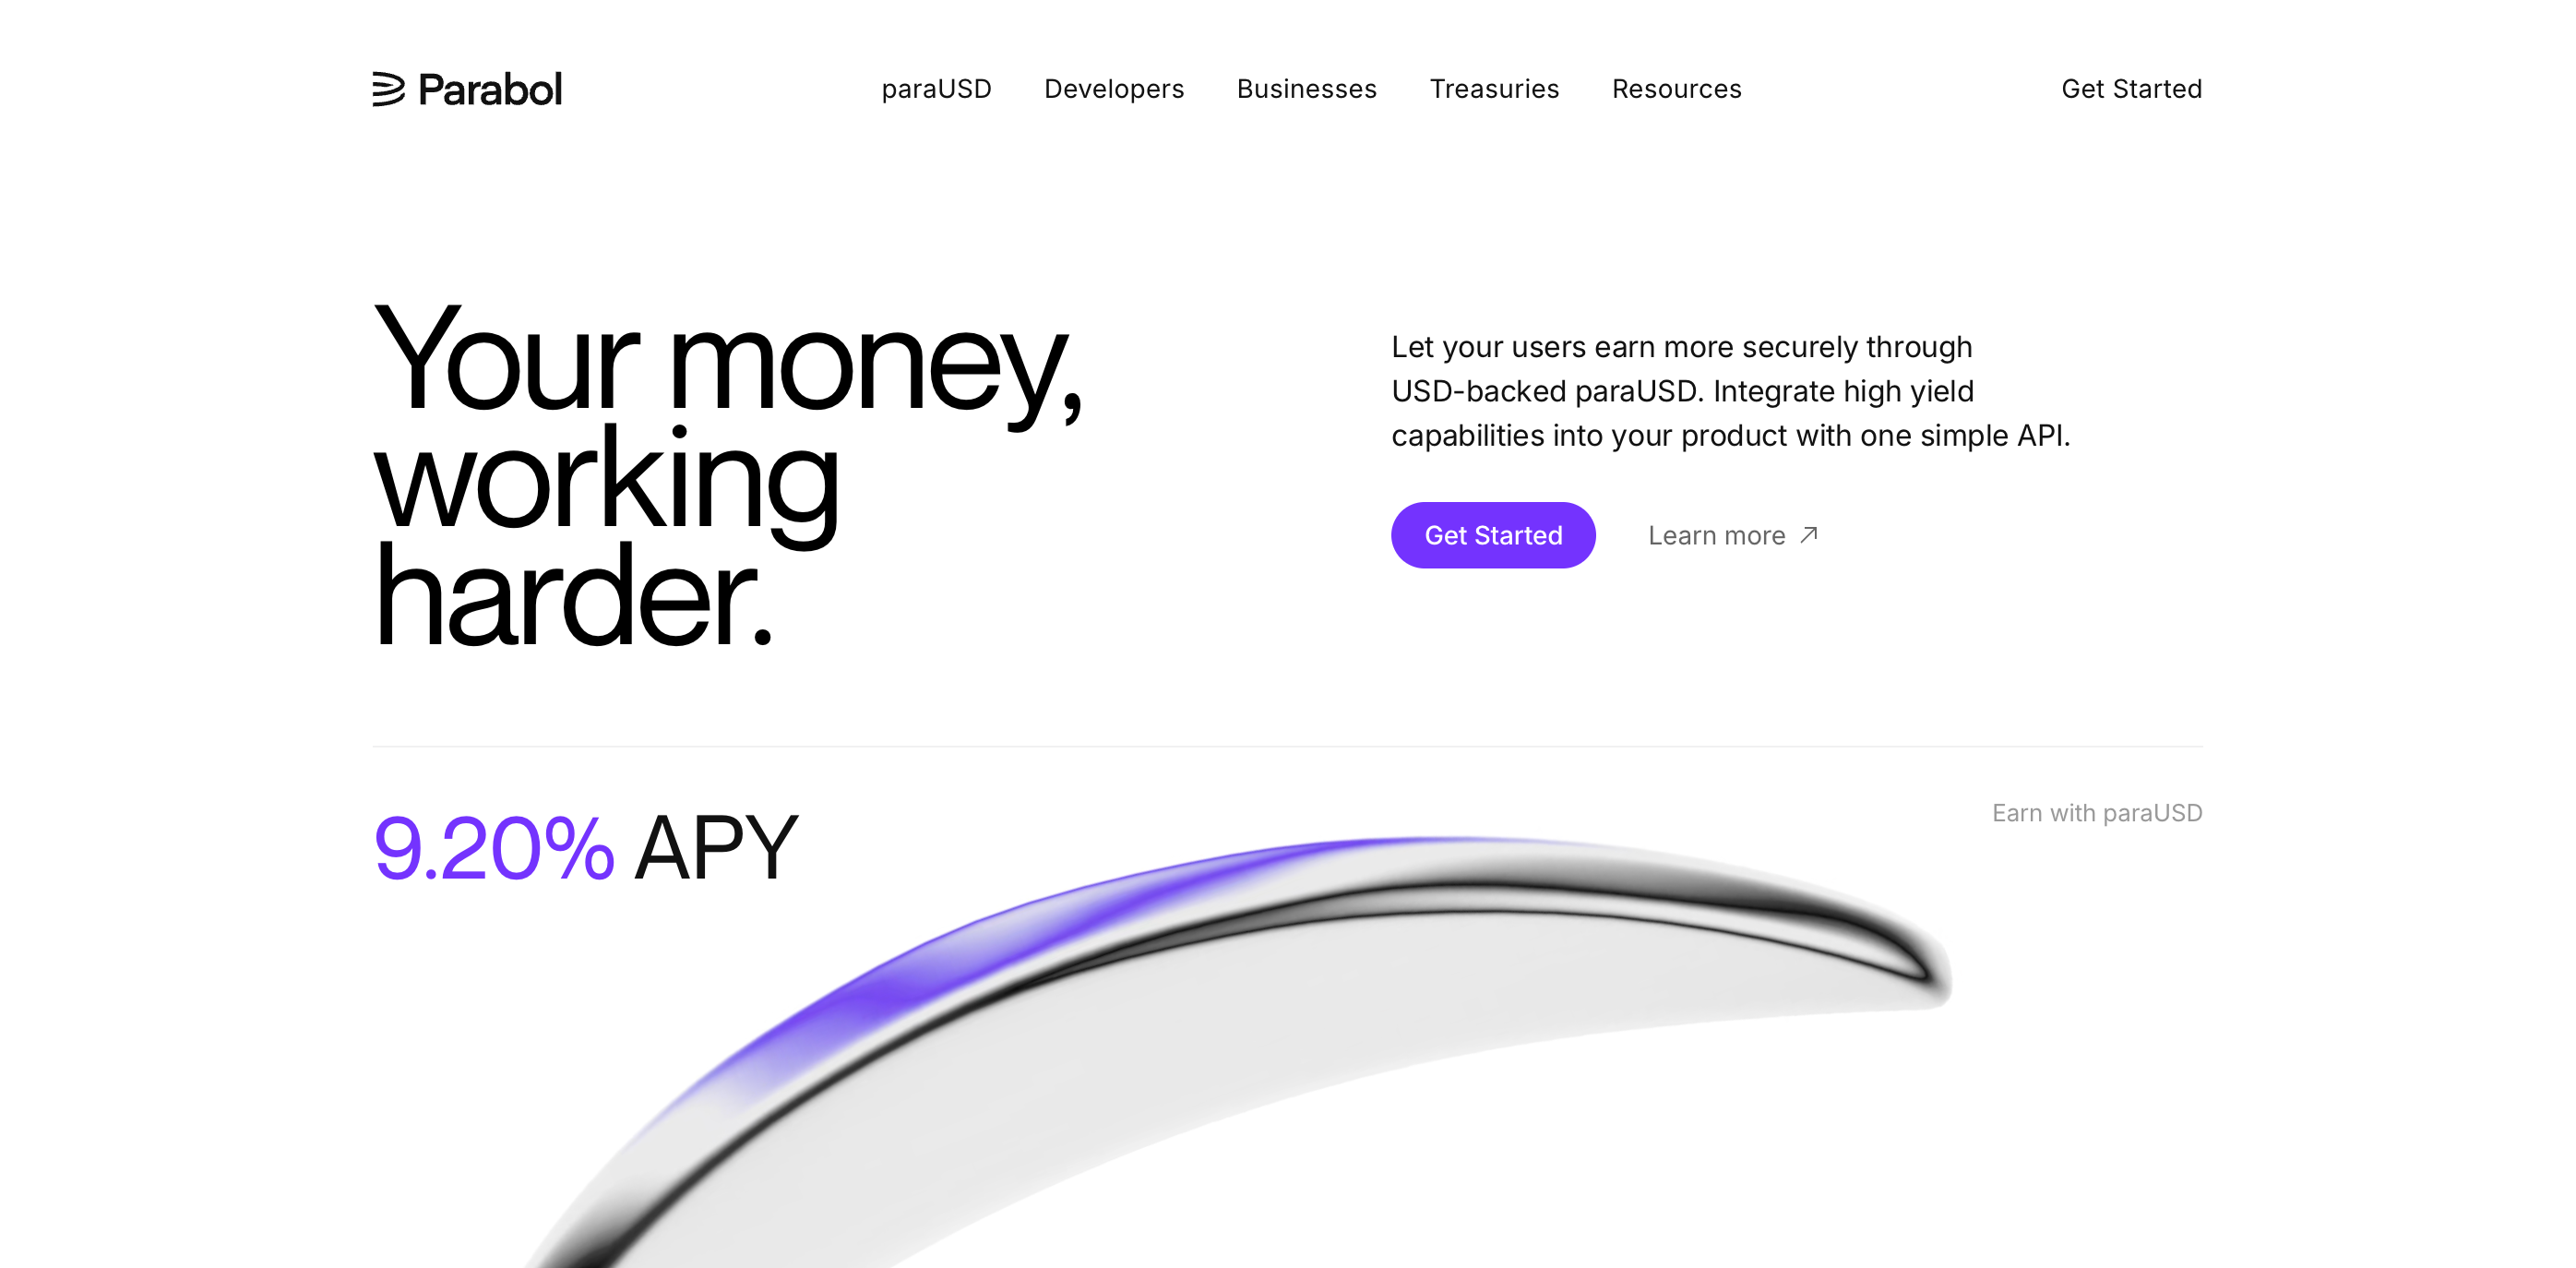 Parabol
paraUSD Developers Businesses Treasuries Resources
Get Started
Your money,
working
harder.
Let your users earn more securely through
USD-backed paraUSD. Integrate high yield
capabilities into your product with one simple API.
Get Started
Learn more
9.20% APY
Earn with paraUSD